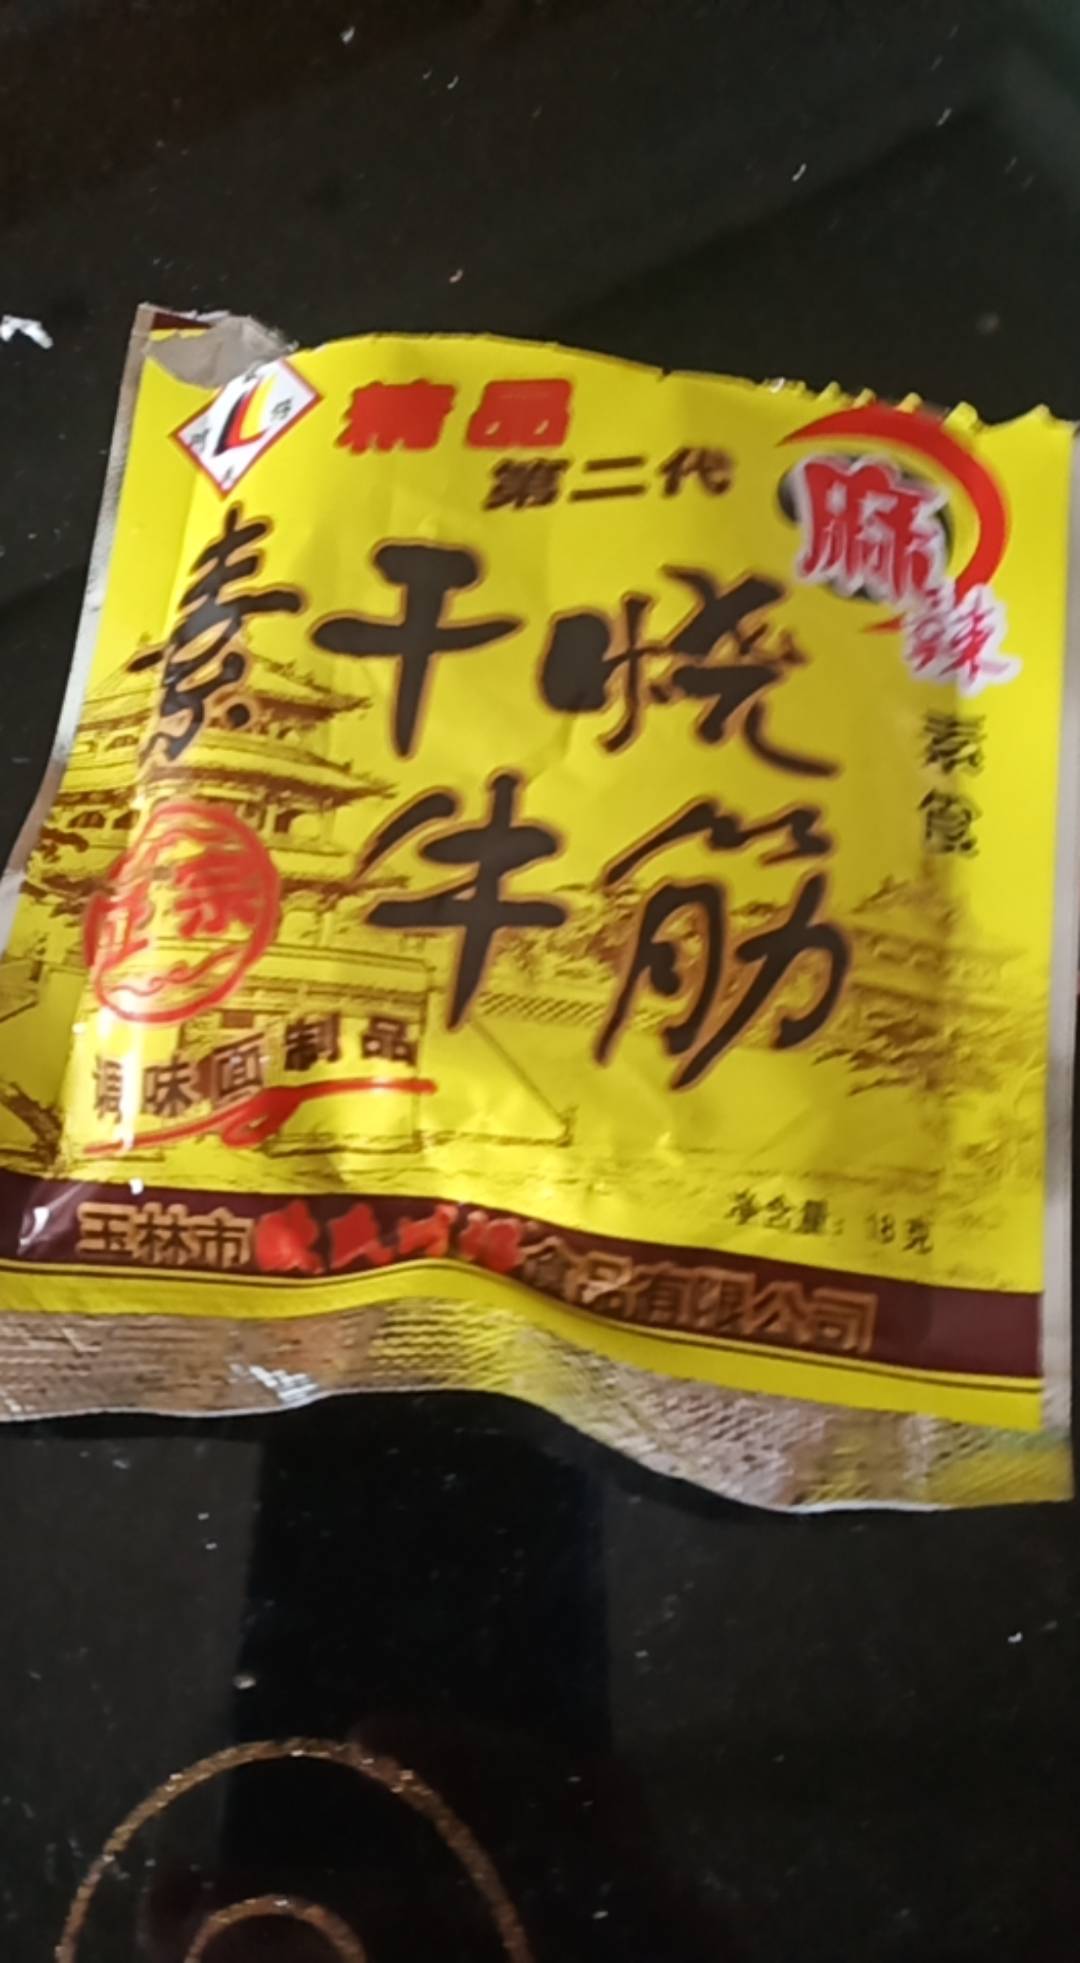 精品
第二代
麻辣
素干烧
牛筋
素食
正宗
调味面制品
净含量：18克
玉林市
食品有限公司